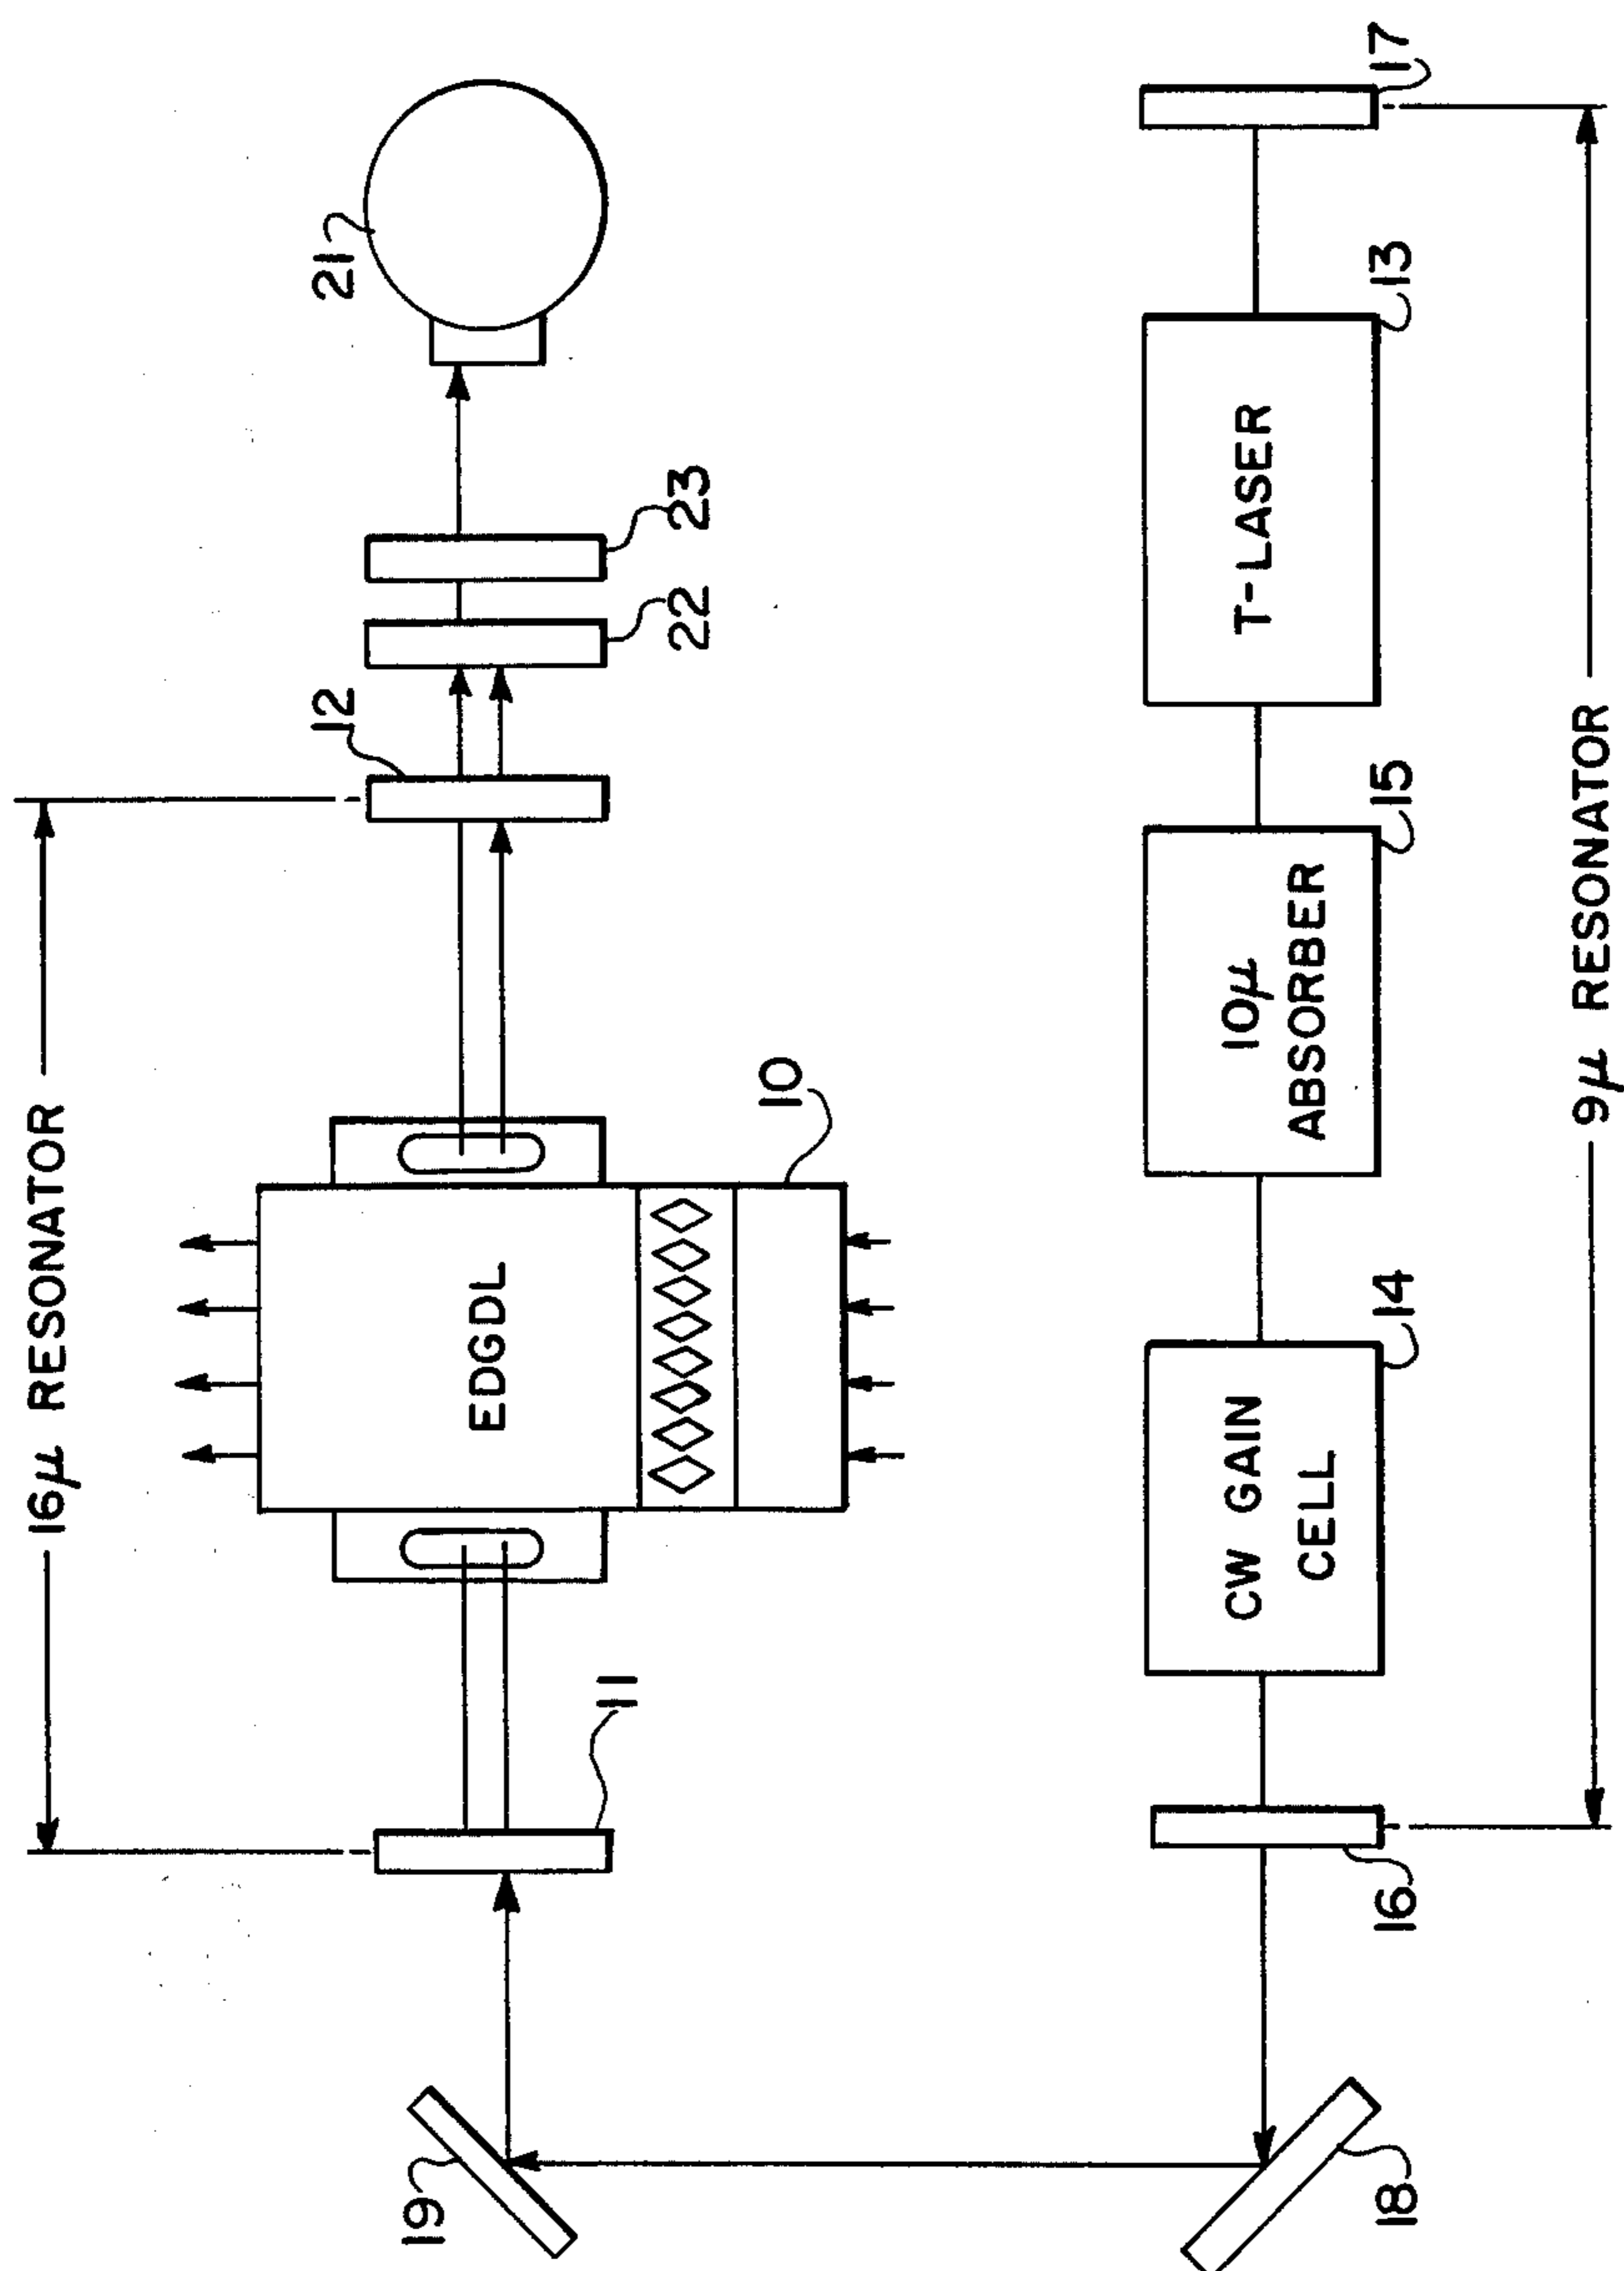 16μ RESONATOR
21
12
23
22
EDGDL
10
11
19
17
T-LASER
13
10μ
ABSORBER
15
CW GAIN
CELL
14
16
18
9μ RESONATOR